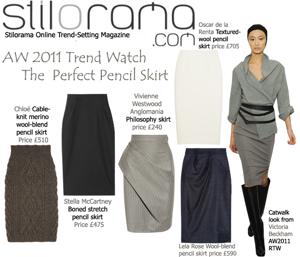 stilorama
.com
Stilorama Online Trend-Setting Magazine
AW 2011 Trend Watch
The Perfect Pencil Skirt
Oscar de la
Renta Textured-
wool pencil
skirt price £705
Chloé Cable-
knit merino
wool-blend
pencil skirt
Price £510
Vivienne
Westwood
Anglomania
Philosophy skirt
price £240
Stella McCartney
Boned stretch
pencil skirt
Price £475
Lela Rose Wool-blend
pencil skirt price £590
Catwalk
look from
Victoria
Beckham
AW2011
RTW